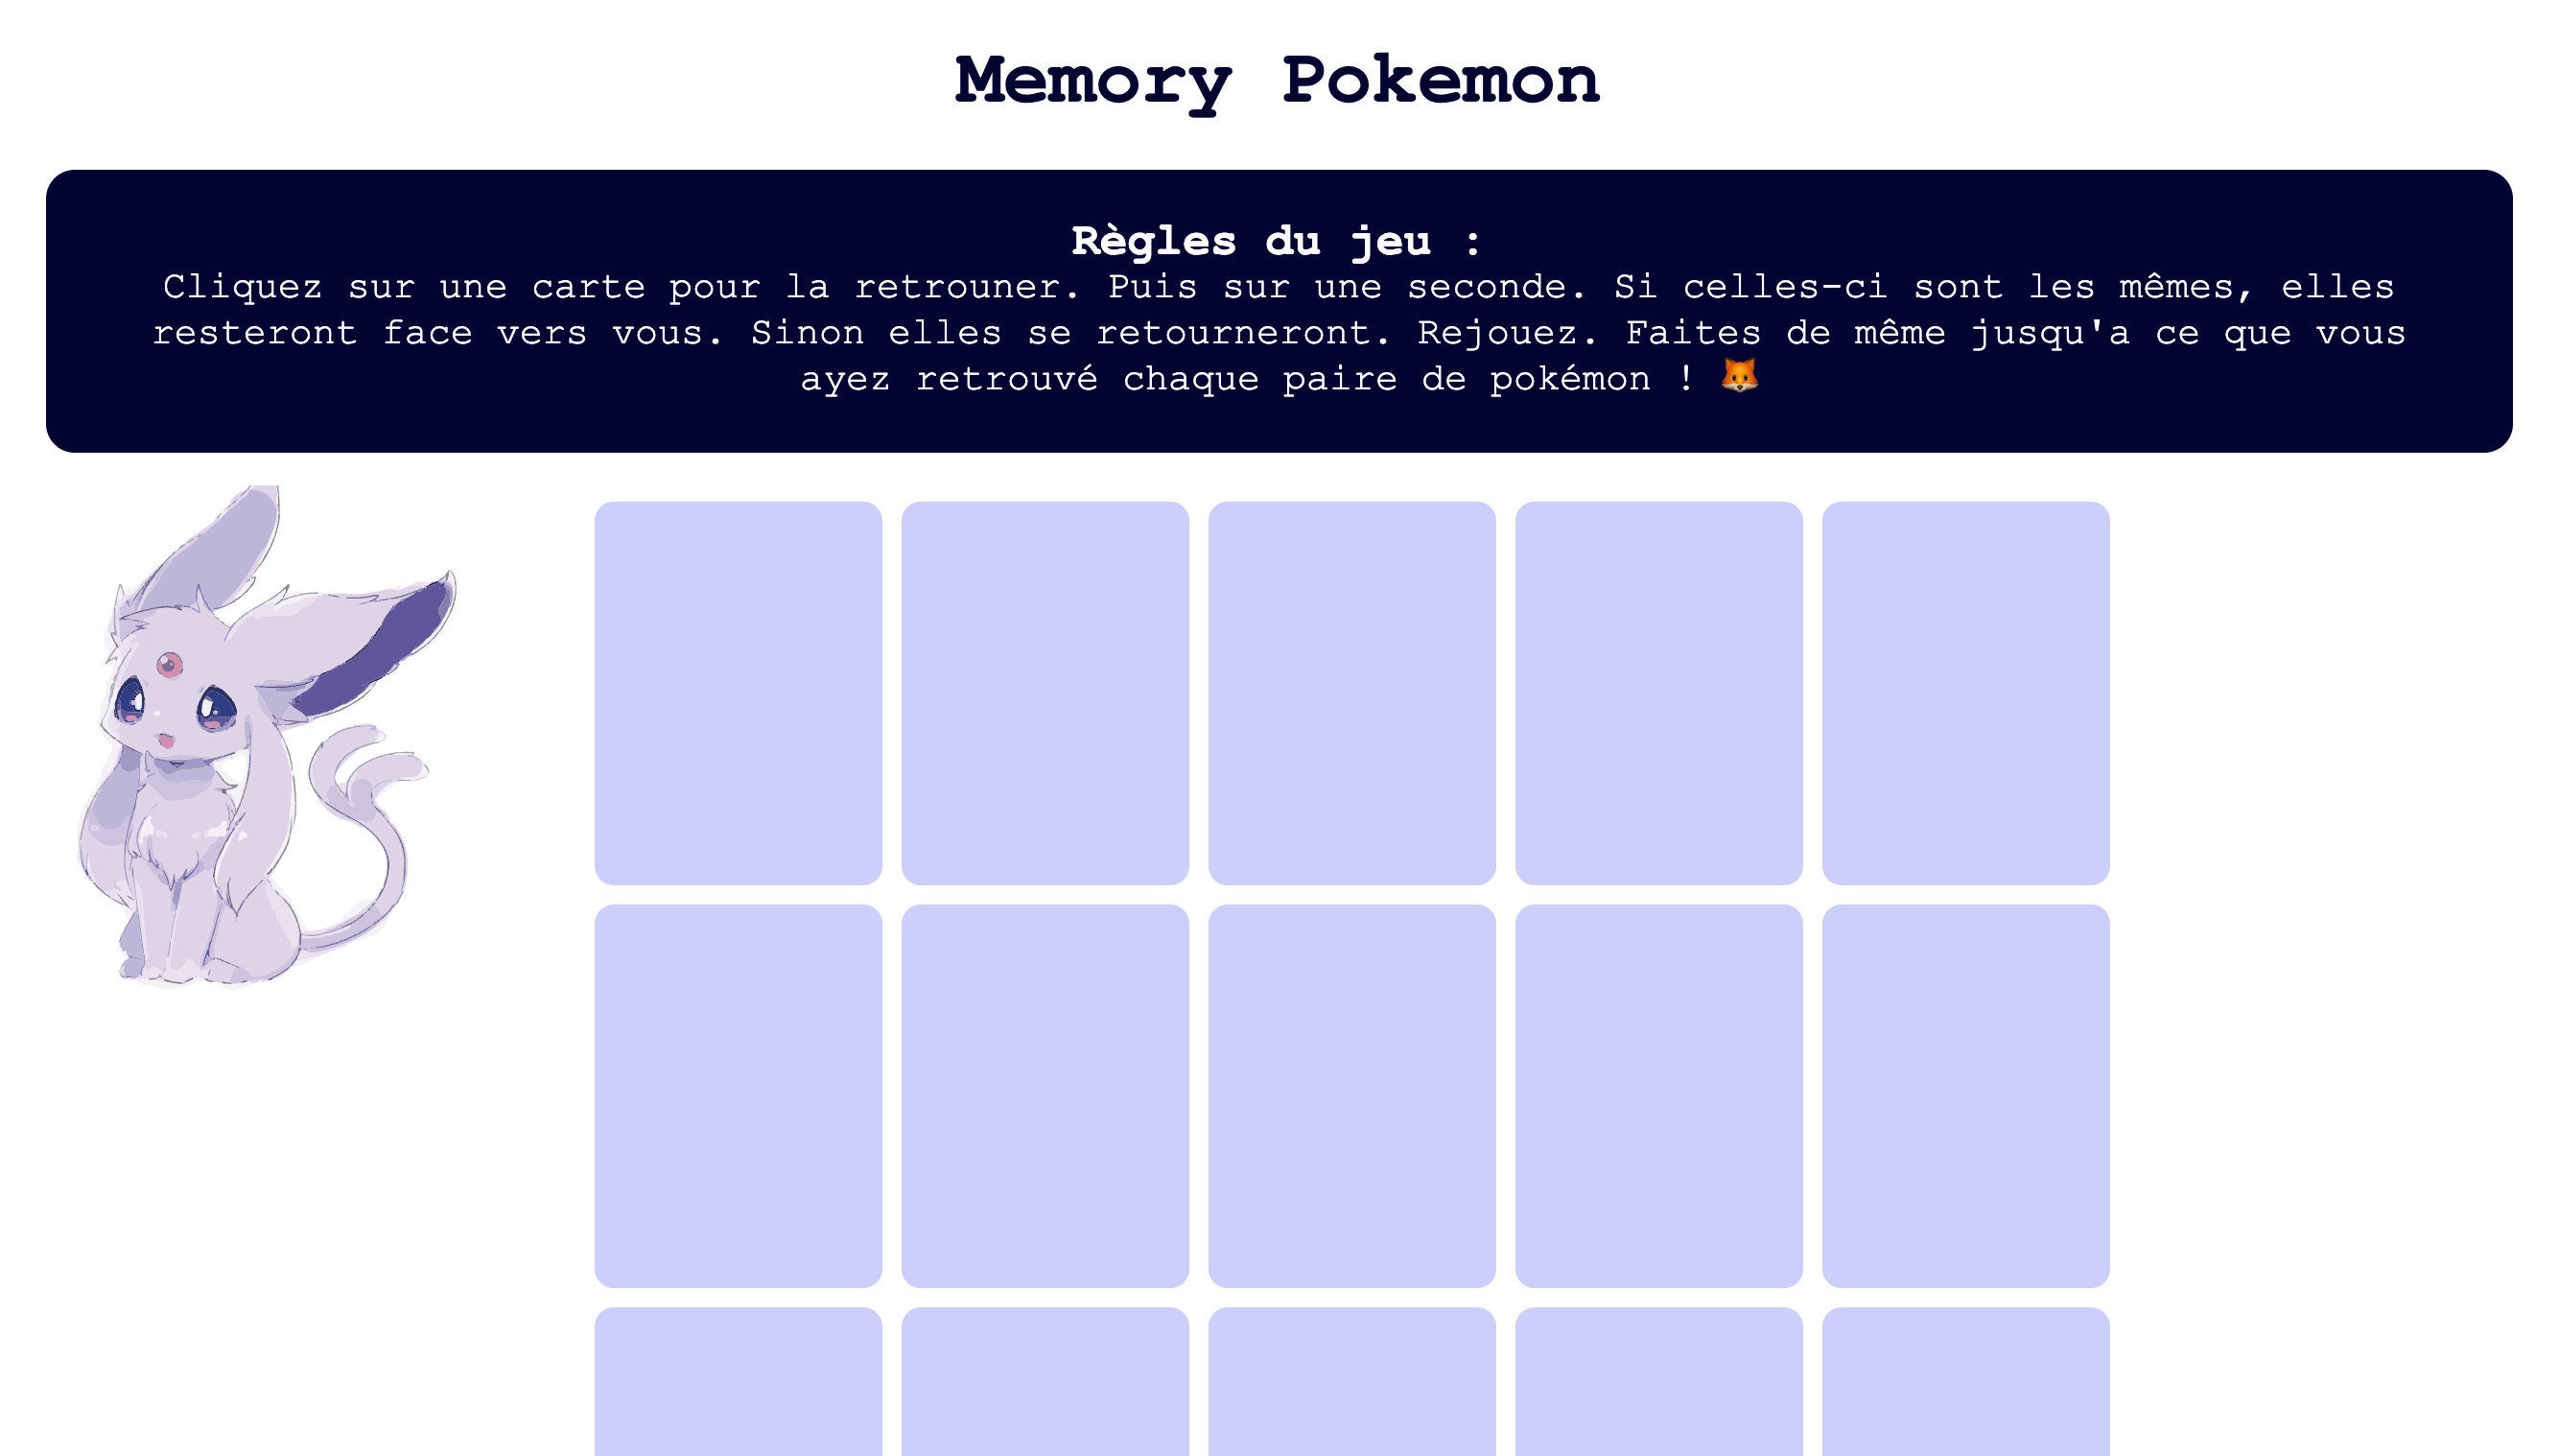 Memory Pokemon
Règles du jeu :
Cliquez sur une carte pour la retrouner. Puis sur une seconde. Si celles-ci sont les mêmes, elles
resteront face vers vous. Sinon elles se retourneront. Rejouez. Faites de même jusqu'a ce que vous
ayez retrouvé chaque paire de pokémon ! 🦊